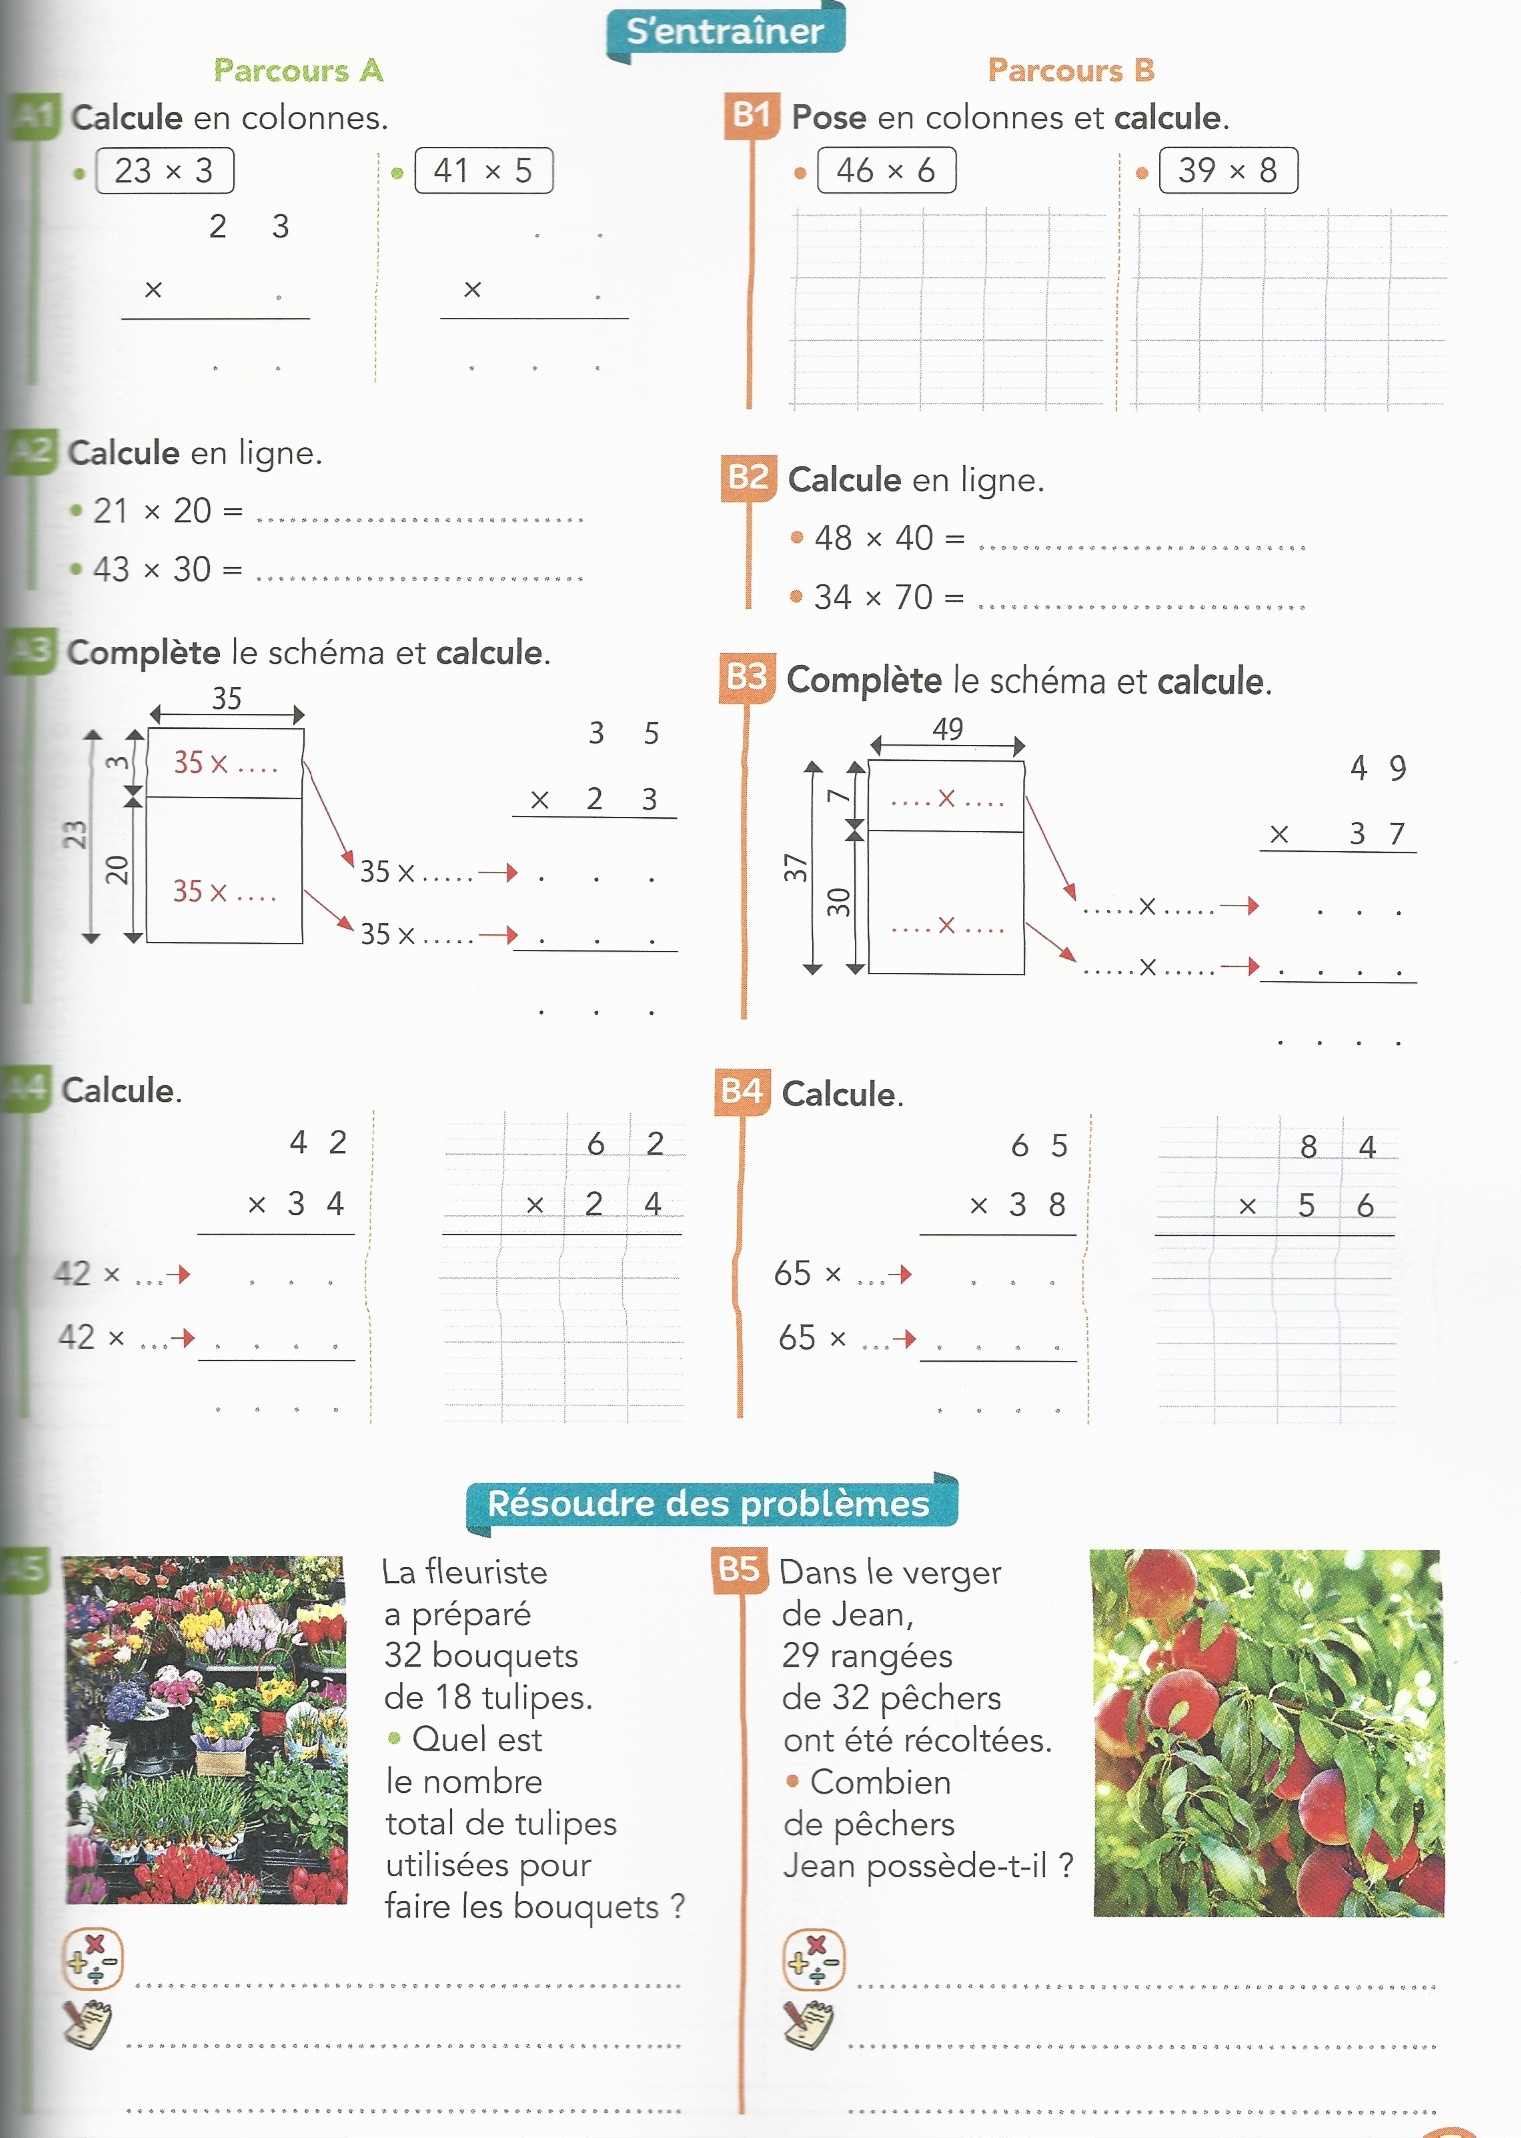 S'entraîner
Parcours A
A1 Calcule en colonnes.
• 23 × 3 • 41 × 5
2 3 . .
× . × .
. . . . .
A2 Calcule en ligne.
• 21 × 20 = ..............................
• 43 × 30 = ..............................
A3 Complète le schéma et calcule.
35
3
23
20
35 × ....
35 × ....
3 5
× 2 3
35 × ..... . . .
35 × ..... . . .
. . .
A4 Calcule.
4 2 6 2
× 3 4 × 2 4
42 × ... . . .
42 × ... . . . .
. . . .
Parcours B
B1 Pose en colonnes et calcule.
• 46 × 6 • 39 × 8
B2 Calcule en ligne.
• 48 × 40 = ..............................
• 34 × 70 = ..............................
B3 Complète le schéma et calcule.
49
7
37
30
.... × ....
.... × ....
4 9
× 3 7
..... × ..... . . .
..... × ..... . . . .
. . . .
B4 Calcule.
6 5 8 4
× 3 8 × 5 6
65 × ... . . .
65 × ... . . . .
. . . .
Résoudre des problèmes
A5 La fleuriste
a préparé
32 bouquets
de 18 tulipes.
• Quel est
le nombre
total de tulipes
utilisées pour
faire les bouquets ?
B5 Dans le verger
de Jean,
29 rangées
de 32 pêchers
ont été récoltées.
• Combien
de pêchers
Jean possède-t-il ?